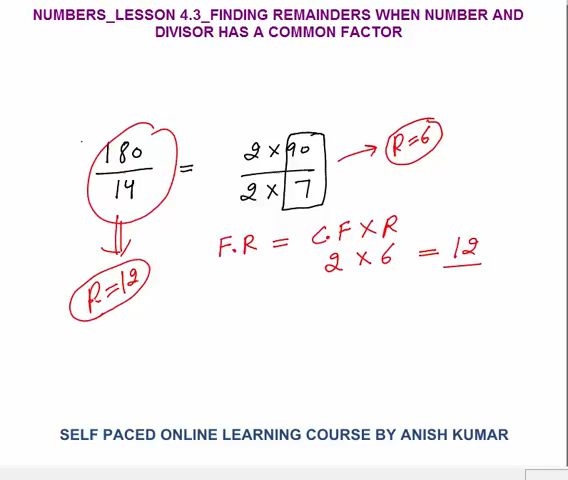 NUMBERS_LESSON 4.3_FINDING REMAINDERS WHEN NUMBER AND
DIVISOR HAS A COMMON FACTOR
180
14
=
2 × 90
2 × 7
R=6
F.R = C.F × R
2 × 6 = 12
R=12
SELF PACED ONLINE LEARNING COURSE BY ANISH KUMAR